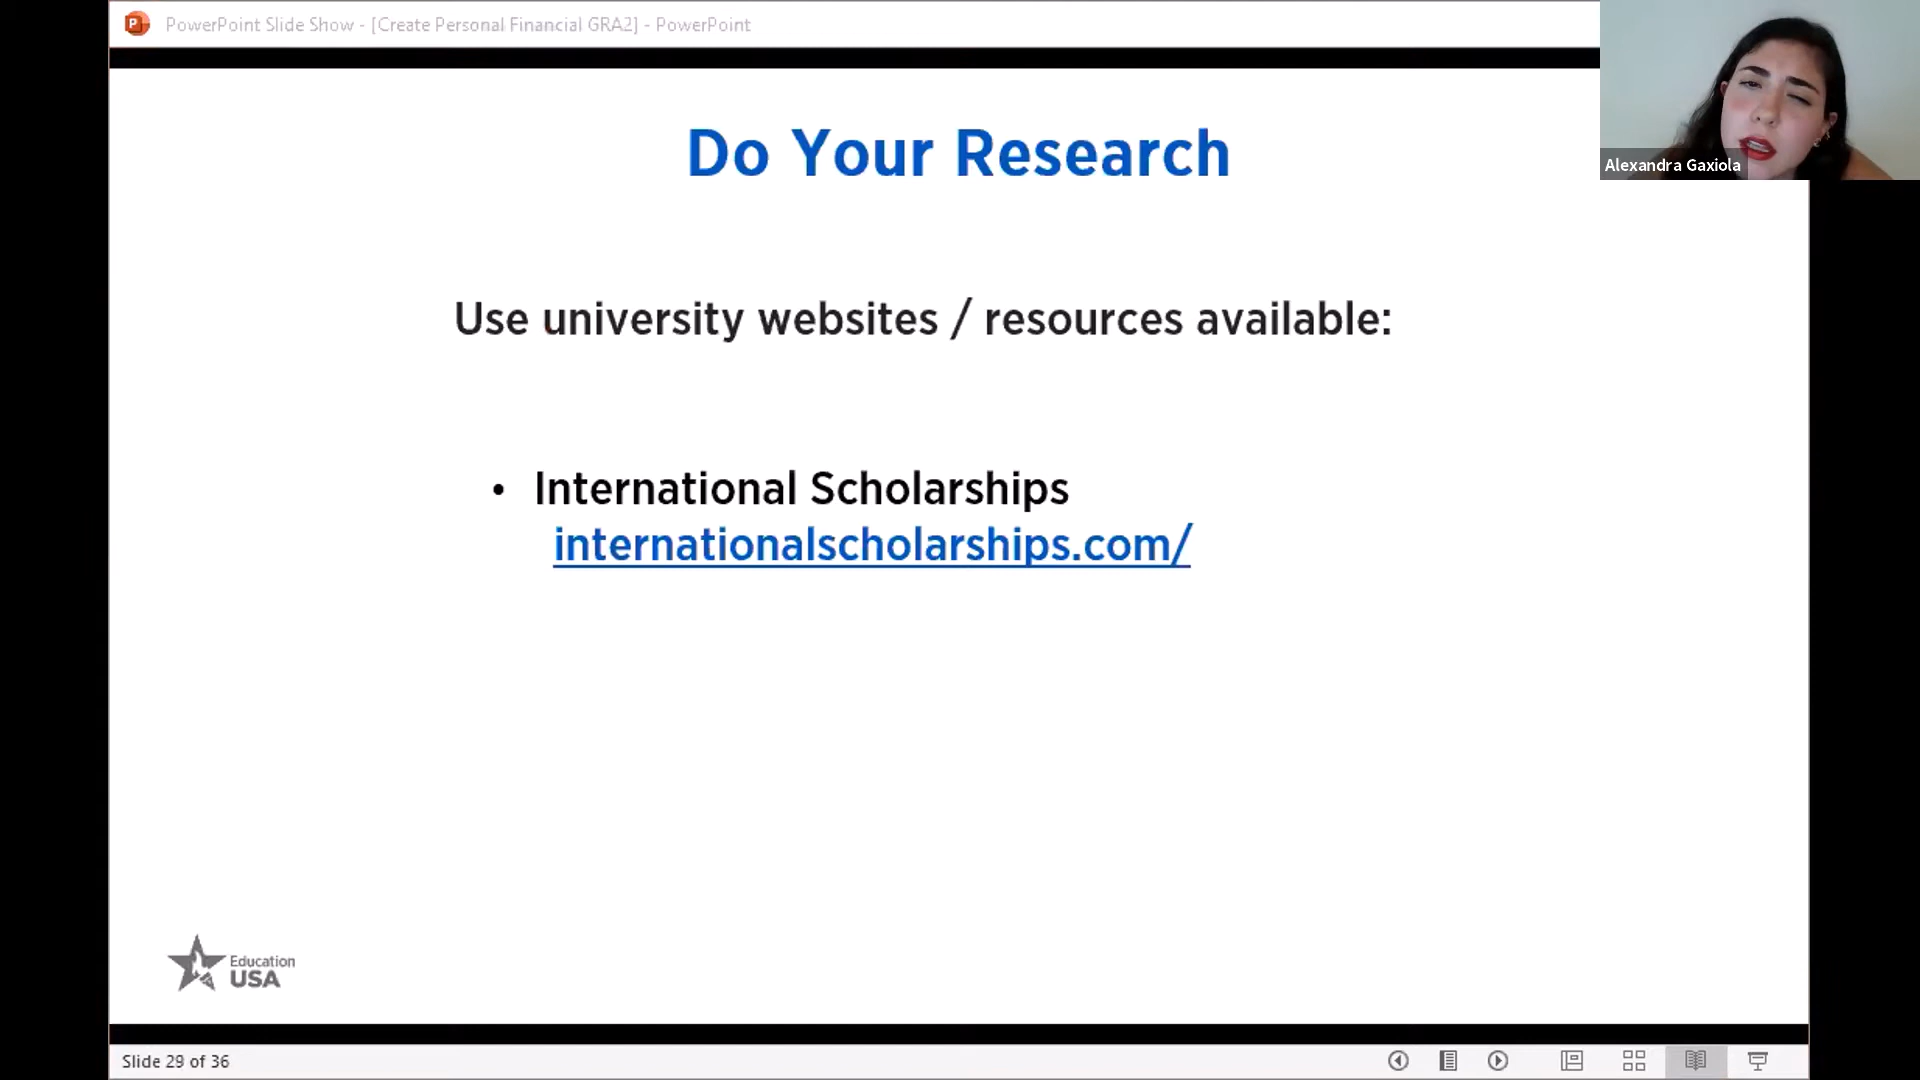 PowerPoint Slide Show - [Create Personal Financial GRA2] - PowerPoint
Alexandra Gaxiola
Do Your Research
Use university websites / resources available:
• International Scholarships
internationalscholarships.com/
Education
USA
Slide 29 of 36